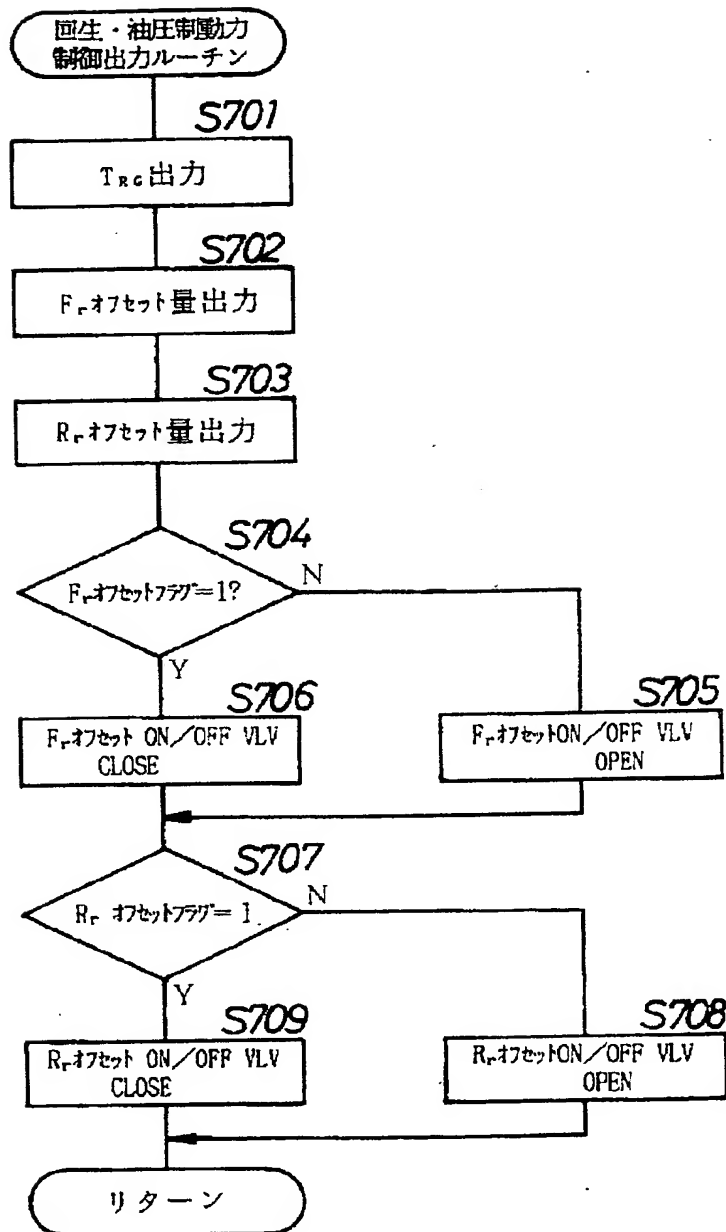 回生・油圧制動力
制御出力ルーチン
S701
TRG出力
S702
Frオフセット量出力
S703
Rrオフセット量出力
S704
Frオフセットフラグ=1?
N
Y
S706
Frオフセット ON/OFF VLV
CLOSE
S705
FrオフセットON/OFF VLV
OPEN
S707
Rr オフセットフラグ=1
N
Y
S709
Rrオフセット ON/OFF VLV
CLOSE
S708
RrオフセットON/OFF VLV
OPEN
リターン